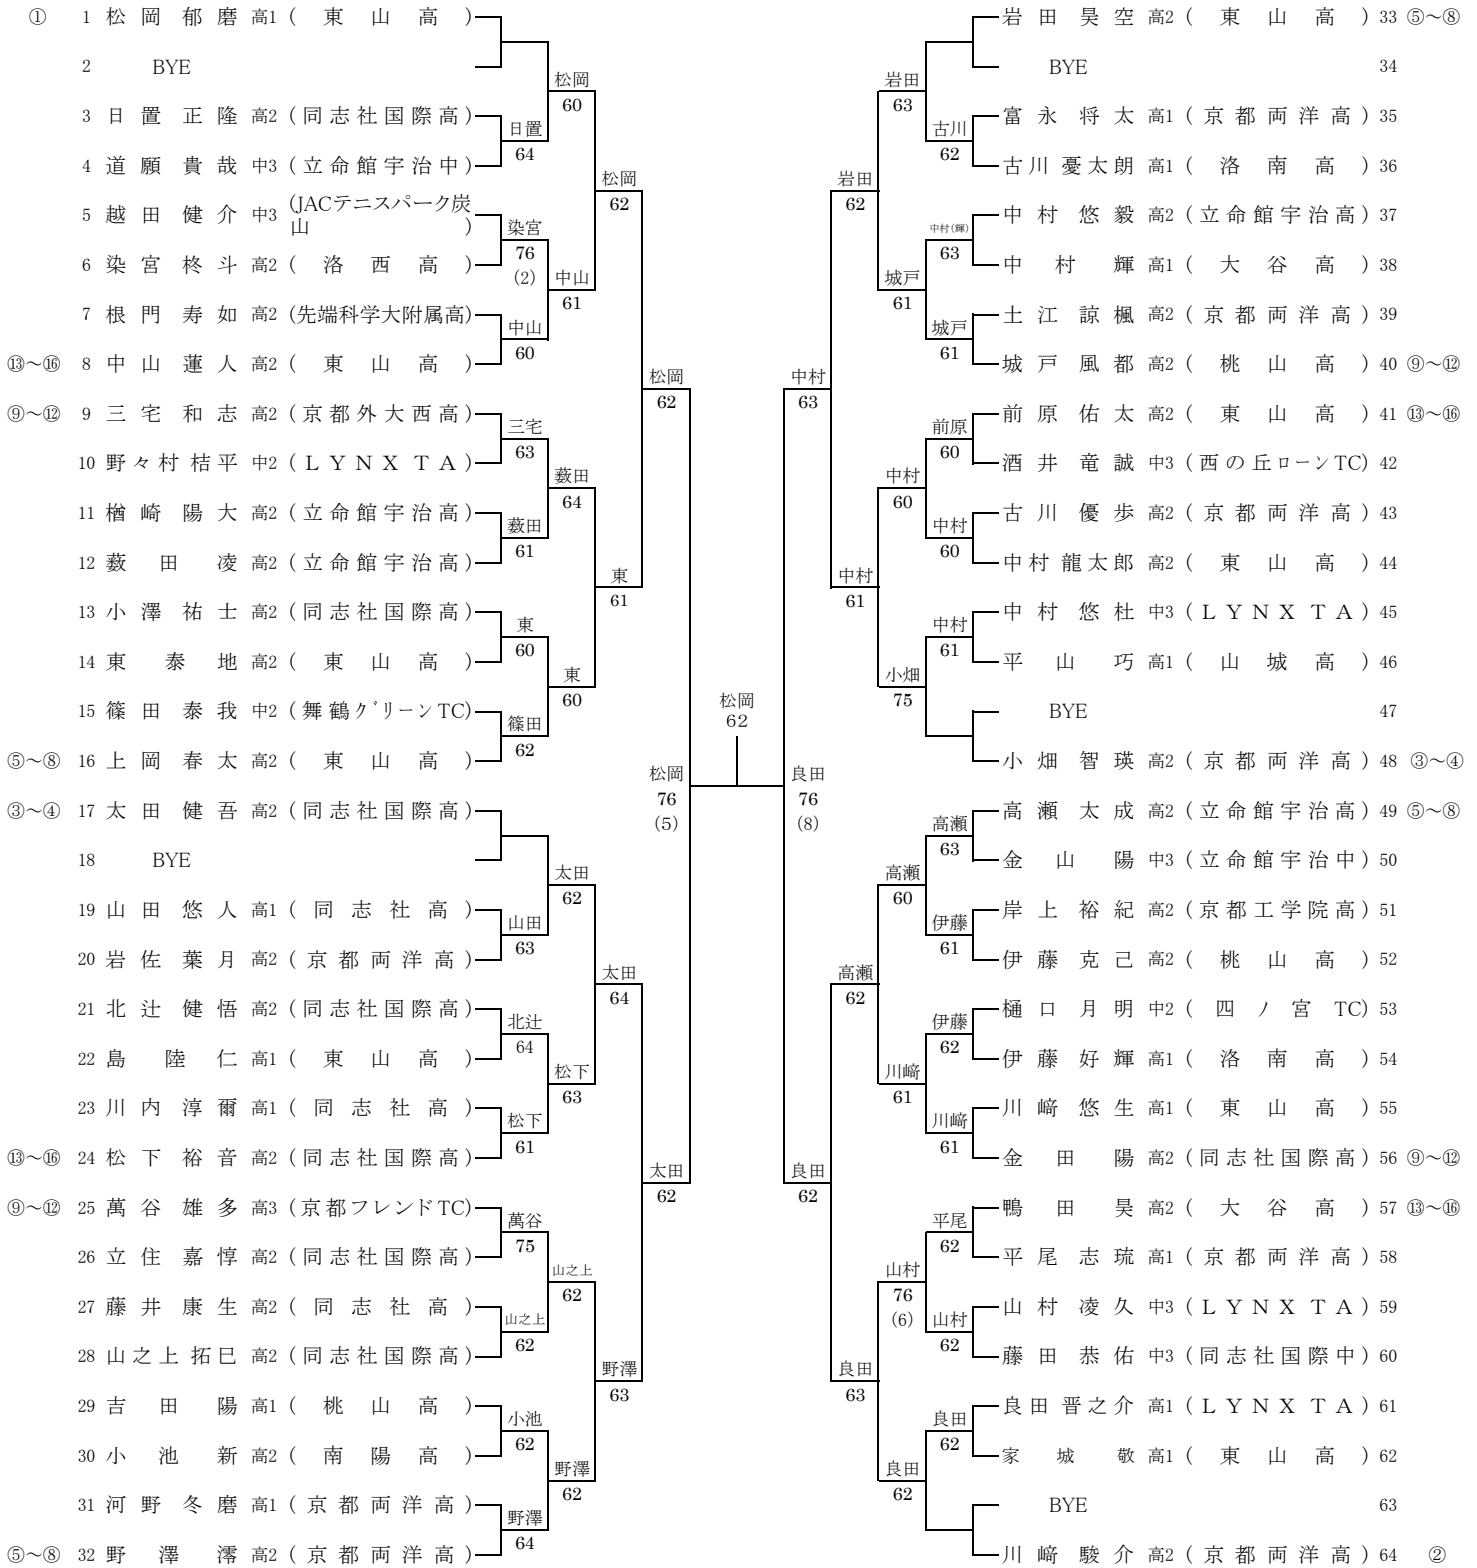 ① 1 松岡郁磨 高1 (東山高)
2 BYE
3 日置正隆 高2 (同志社国際高)
4 道願貴哉 中3 (立命館宇治中)
5 越田健介 中3 (JACテニスパーク炭山)
6 染宮柊斗 高2 (洛西高)
7 根門寿如 高2 (先端科学大附属高)
⑬〜⑯ 8 中山蓮人 高2 (東山高)
⑨〜⑫ 9 三宅和志 高2 (京都外大西高)
10 野々村桔平 中2 (LYNX TA)
11 楢崎陽大 高2 (立命館宇治高)
12 薮田凌 高2 (立命館宇治高)
13 小澤祐士 高2 (同志社国際高)
14 東泰地 高2 (東山高)
15 篠田泰我 中2 (舞鶴グリーンTC)
⑤〜⑧ 16 上岡春太 高2 (東山高)
③〜④ 17 太田健吾 高2 (同志社国際高)
18 BYE
19 山田悠人 高1 (同志社高)
20 岩佐葉月 高2 (京都両洋高)
21 北辻健悟 高2 (同志社国際高)
22 島陸仁 高1 (東山高)
23 川内淳爾 高1 (同志社高)
⑬〜⑯ 24 松下裕音 高2 (同志社国際高)
⑨〜⑫ 25 萬谷雄多 高3 (京都フレンドTC)
26 立住嘉惇 高2 (同志社国際高)
27 藤井康生 高2 (同志社高)
28 山之上拓巳 高2 (同志社国際高)
29 吉田陽 高1 (桃山高)
30 小池新 高2 (南陽高)
31 河野冬磨 高1 (京都両洋高)
⑤〜⑧ 32 野澤澪 高2 (京都両洋高)
日置
64
染宮
76
(2)
中山
60
三宅
63
薮田
61
東
60
篠田
62
山田
63
北辻
64
松下
61
萬谷
75
山之上
62
小池
62
野澤
64
松岡
60
中山
61
薮田
64
東
60
太田
62
松下
63
山之上
62
野澤
62
松岡
62
東
61
太田
64
野澤
63
松岡
62
太田
62
松岡
76
(5)
松岡
62
良田
76
(8)
中村
63
良田
62
岩田
62
中村
61
高瀬
62
良田
63
岩田
63
城戸
61
中村
60
小畑
75
高瀬
60
川﨑
61
山村
76
(6)
良田
62
古川
62
中村(輝)
63
城戸
61
前原
60
中村
60
中村
61
高瀬
63
伊藤
61
伊藤
62
川﨑
61
平尾
62
山村
62
良田
62
岩田昊空 高2 (東山高) 33 ⑤〜⑧
BYE 34
富永将太 高1 (京都両洋高) 35
古川憂太朗 高1 (洛南高) 36
中村悠毅 高2 (立命館宇治高) 37
中村輝 高1 (大谷高) 38
土江諒楓 高2 (京都両洋高) 39
城戸風都 高2 (桃山高) 40 ⑨〜⑫
前原佑太 高2 (東山高) 41 ⑬〜⑯
酒井竜誠 中3 (西の丘ローンTC) 42
古川優歩 高2 (京都両洋高) 43
中村龍太郎 高2 (東山高) 44
中村悠杜 中3 (LYNX TA) 45
平山巧 高1 (山城高) 46
BYE 47
小畑智瑛 高2 (京都両洋高) 48 ③〜④
高瀬太成 高2 (立命館宇治高) 49 ⑤〜⑧
金山陽 中3 (立命館宇治中) 50
岸上裕紀 高2 (京都工学院高) 51
伊藤克己 高2 (桃山高) 52
樋口月明 中2 (四ノ宮TC) 53
伊藤好輝 高1 (洛南高) 54
川﨑悠生 高1 (東山高) 55
金田陽 高2 (同志社国際高) 56 ⑨〜⑫
鴨田昊 高2 (大谷高) 57 ⑬〜⑯
平尾志琉 高1 (京都両洋高) 58
山村凌久 中3 (LYNX TA) 59
藤田恭佑 中3 (同志社国際中) 60
良田晋之介 高1 (LYNX TA) 61
家城敬 高1 (東山高) 62
BYE 63
川﨑駿介 高2 (京都両洋高) 64 ②